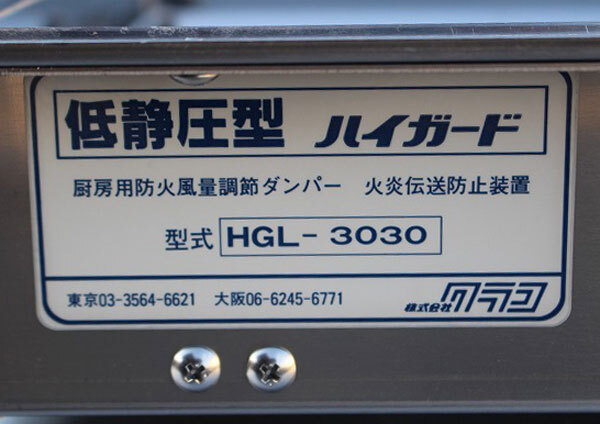 低静圧型 ハイガード
厨房用防火風量調節ダンパー 火炎伝送防止装置
型式 HGL-3030
東京03-3564-6621 大阪06-6245-6771 株式会社クラコ